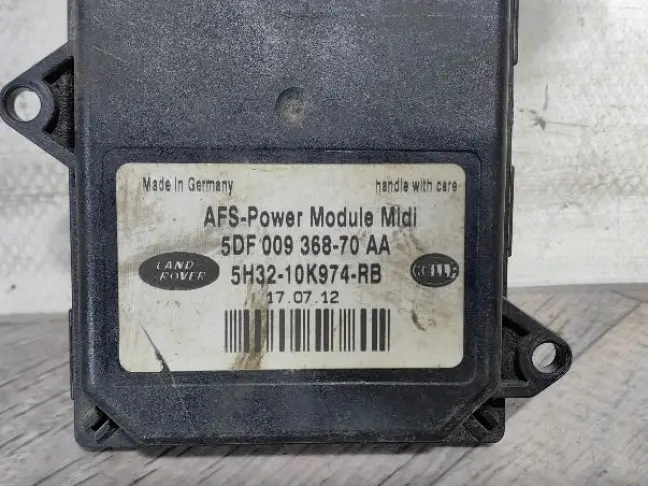 Made in Germany
handle with care
AFS-Power Module Midi
5DF 009 368-70 AA
LAND
ROVER
5H32-10K974-RB
HELLA
17.07.12